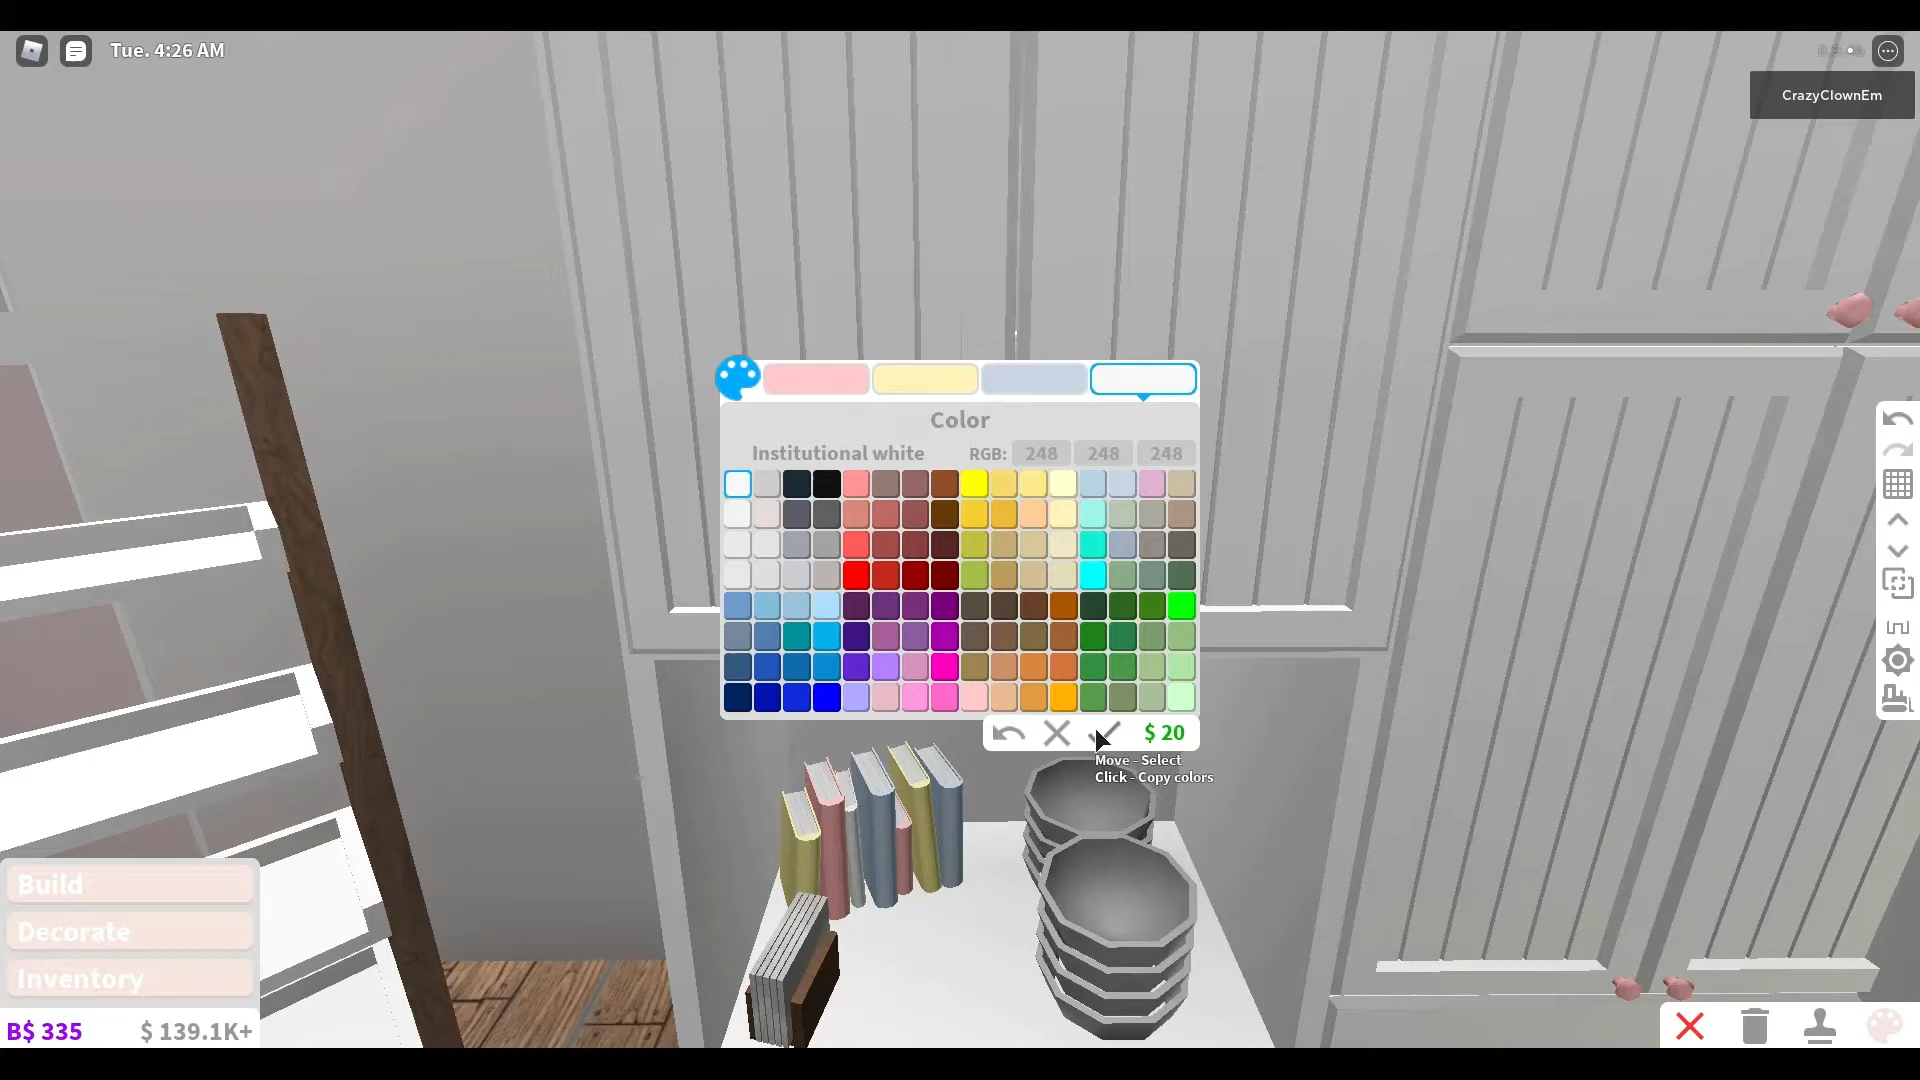 Tue. 4:26 AM
CrazyClownEm
Color
Institutional white RGB: 248 248 248
$ 20
Move - Select
Click - Copy colors
Build
Decorate
Inventory
B$ 335 $ 139.1K+